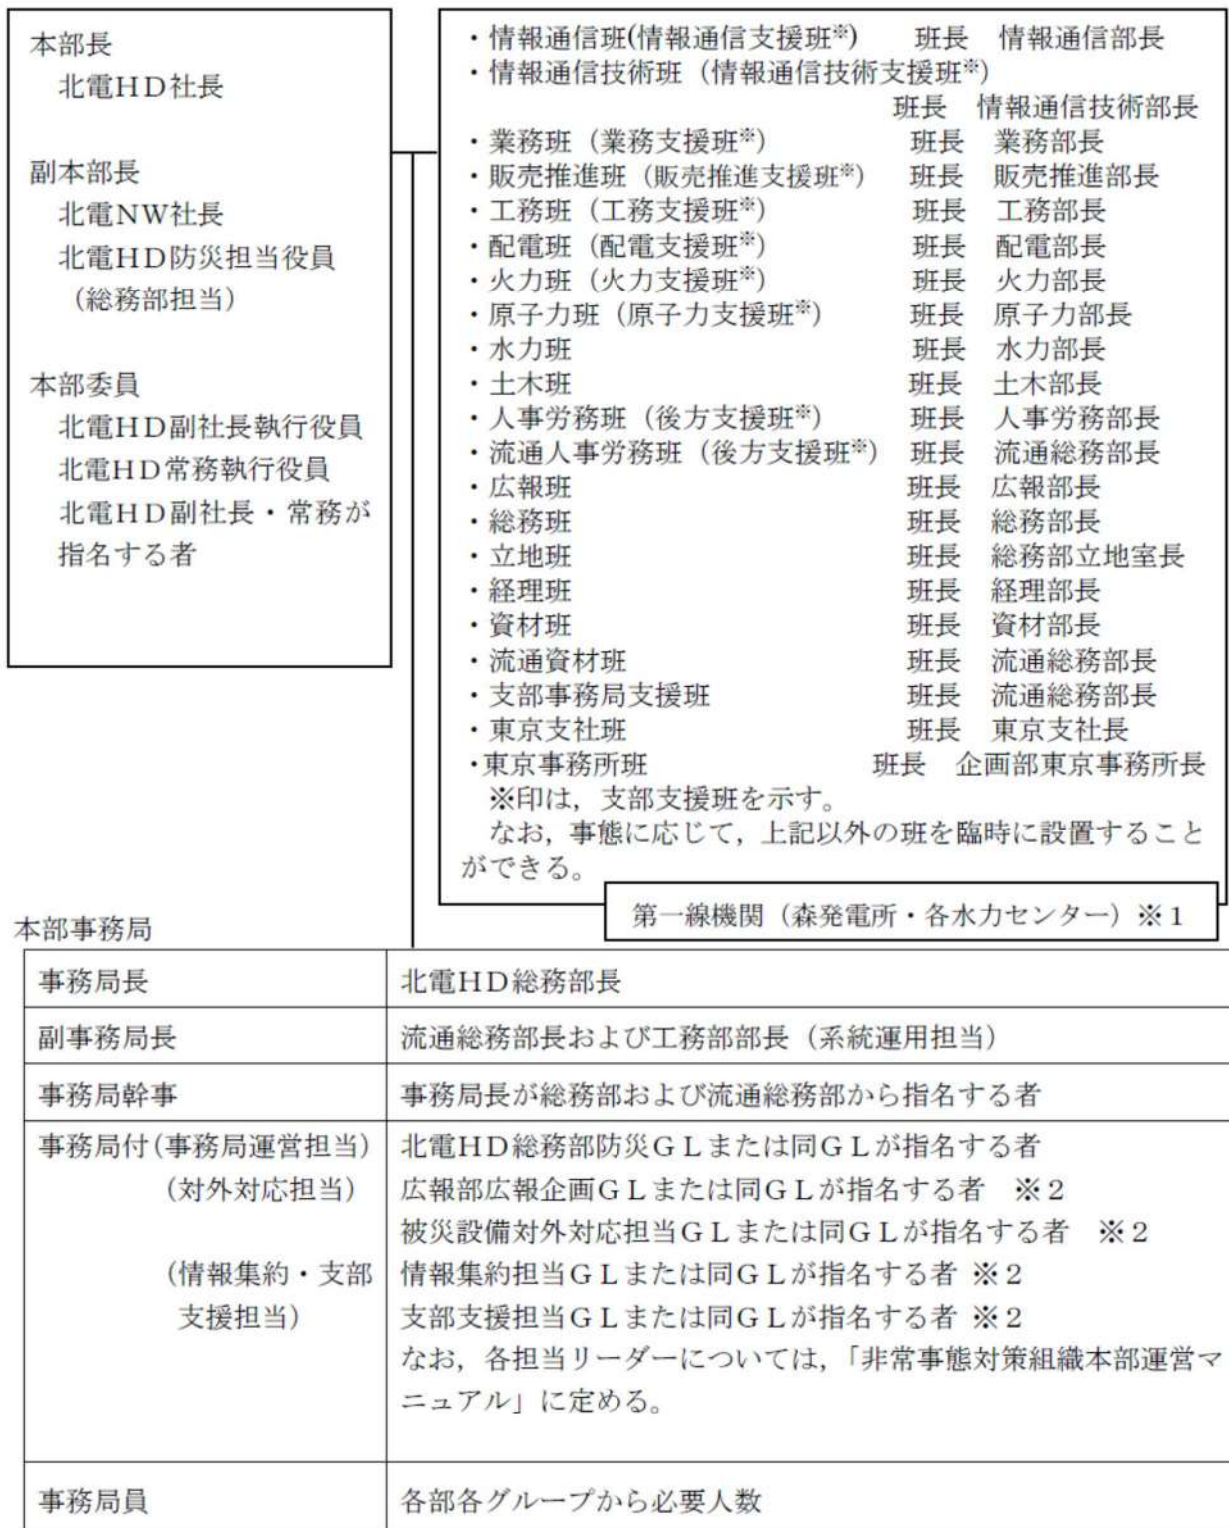 本部長
北電HD社長
副本部長
北電NW社長
北電HD防災担当役員
（総務部担当）
本部委員
北電HD副社長執行役員
北電HD常務執行役員
北電HD副社長・常務が
指名する者
・情報通信班(情報通信支援班※) 班長 情報通信部長
・情報通信技術班（情報通信技術支援班※）
班長 情報通信技術部長
・業務班（業務支援班※） 班長 業務部長
・販売推進班（販売推進支援班※） 班長 販売推進部長
・工務班（工務支援班※） 班長 工務部長
・配電班（配電支援班※） 班長 配電部長
・火力班（火力支援班※） 班長 火力部長
・原子力班（原子力支援班※） 班長 原子力部長
・水力班 班長 水力部長
・土木班 班長 土木部長
・人事労務班（後方支援班※） 班長 人事労務部長
・流通人事労務班（後方支援班※） 班長 流通総務部長
・広報班 班長 広報部長
・総務班 班長 総務部長
・立地班 班長 総務部立地室長
・経理班 班長 経理部長
・資材班 班長 資材部長
・流通資材班 班長 流通総務部長
・支部事務局支援班 班長 流通総務部長
・東京支社班 班長 東京支社長
・東京事務所班 班長 企画部東京事務所長
※印は，支部支援班を示す。
なお，事態に応じて，上記以外の班を臨時に設置すること
ができる。
第一線機関（森発電所・各水力センター）※１
本部事務局
事務局長 北電HD総務部長
副事務局長 流通総務部長および工務部部長（系統運用担当）
事務局幹事 事務局長が総務部および流通総務部から指名する者
事務局付(事務局運営担当) 北電HD総務部防災GLまたは同GLが指名する者
(対外対応担当) 広報部広報企画GLまたは同GLが指名する者 ※２
被災設備対外対応担当GLまたは同GLが指名する者 ※２
(情報集約・支部 情報集約担当GLまたは同GLが指名する者 ※２
支援担当) 支部支援担当GLまたは同GLが指名する者 ※２
なお，各担当リーダーについては，「非常事態対策組織本部運営マ
ニュアル」に定める。
事務局員 各部各グループから必要人数